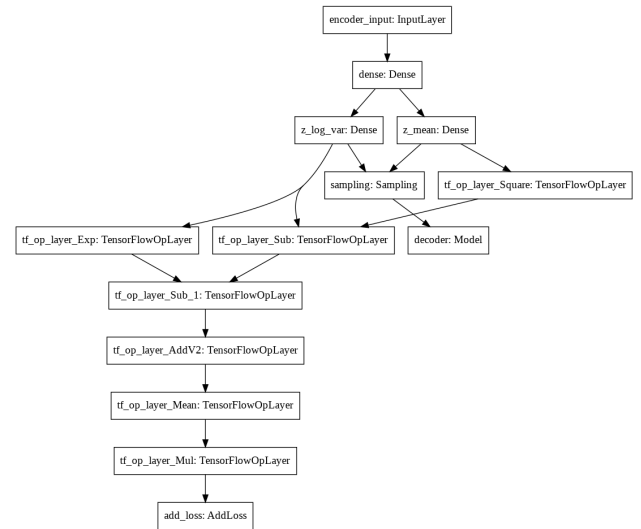 encoder_input: InputLayer
dense: Dense
z_log_var: Dense
z_mean: Dense
sampling: Sampling
tf_op_layer_Square: TensorFlowOpLayer
tf_op_layer_Exp: TensorFlowOpLayer
tf_op_layer_Sub: TensorFlowOpLayer
decoder: Model
tf_op_layer_Sub_1: TensorFlowOpLayer
tf_op_layer_AddV2: TensorFlowOpLayer
tf_op_layer_Mean: TensorFlowOpLayer
tf_op_layer_Mul: TensorFlowOpLayer
add_loss: AddLoss